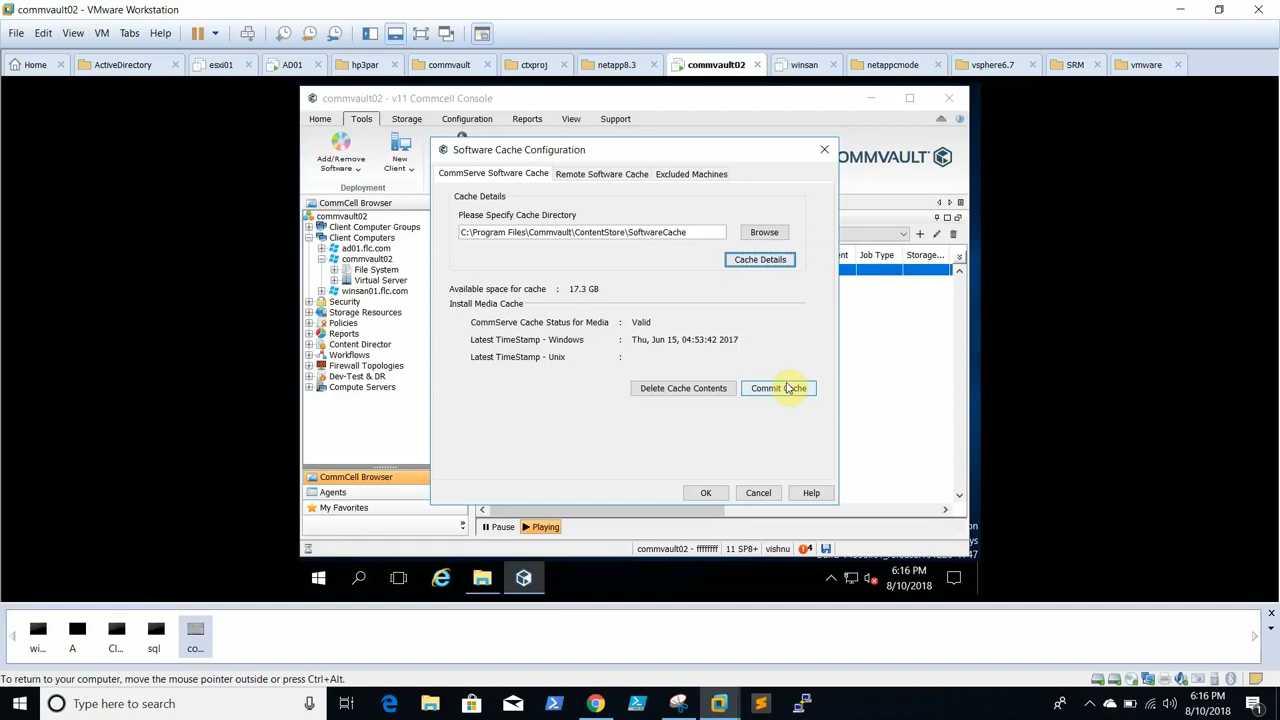 commvault02 - VMware Workstation
File Edit View VM Tabs Help
Home ActiveDirectory esxi01 AD01 hp3par commvault ctxproj netapp8.3 commvault02 winsan netappcmode vsphere6.7 SRM vmware
commvault02 - v11 Commcell Console
Home Tools Storage Configuration Reports View Support
Add/Remove Software
New Client
Deployment
OMMVAULT
Software Cache Configuration
CommServe Software Cache Remote Software Cache Excluded Machines
Cache Details
Please Specify Cache Directory
C:\Program Files\Commvault\ContentStore\SoftwareCache Browse
Cache Details
Available space for cache : 17.3 GB
Install Media Cache
CommServe Cache Status for Media : Valid
Latest TimeStamp - Windows : Thu, Jun 15, 04:53:42 2017
Latest TimeStamp - Unix :
Delete Cache Contents Commit Cache
OK Cancel Help
CommCell Browser
commvault02
Client Computer Groups
Client Computers
ad01.flc.com
commvault02
File System
Virtual Server
winsan01.flc.com
Security
Storage Resources
Policies
Reports
Content Director
Workflows
Firewall Topologies
Dev-Test & DR
Compute Servers
CommCell Browser
Agents
My Favorites
ent Job Type Storage...
Pause Playing
commvault02 - ffffffff 11 SP8+ vishnu 4
6:16 PM
8/10/2018
wi... A Cl... sql co...
To return to your computer, move the mouse pointer outside or press Ctrl+Alt.
Type here to search
6:16 PM
8/10/2018